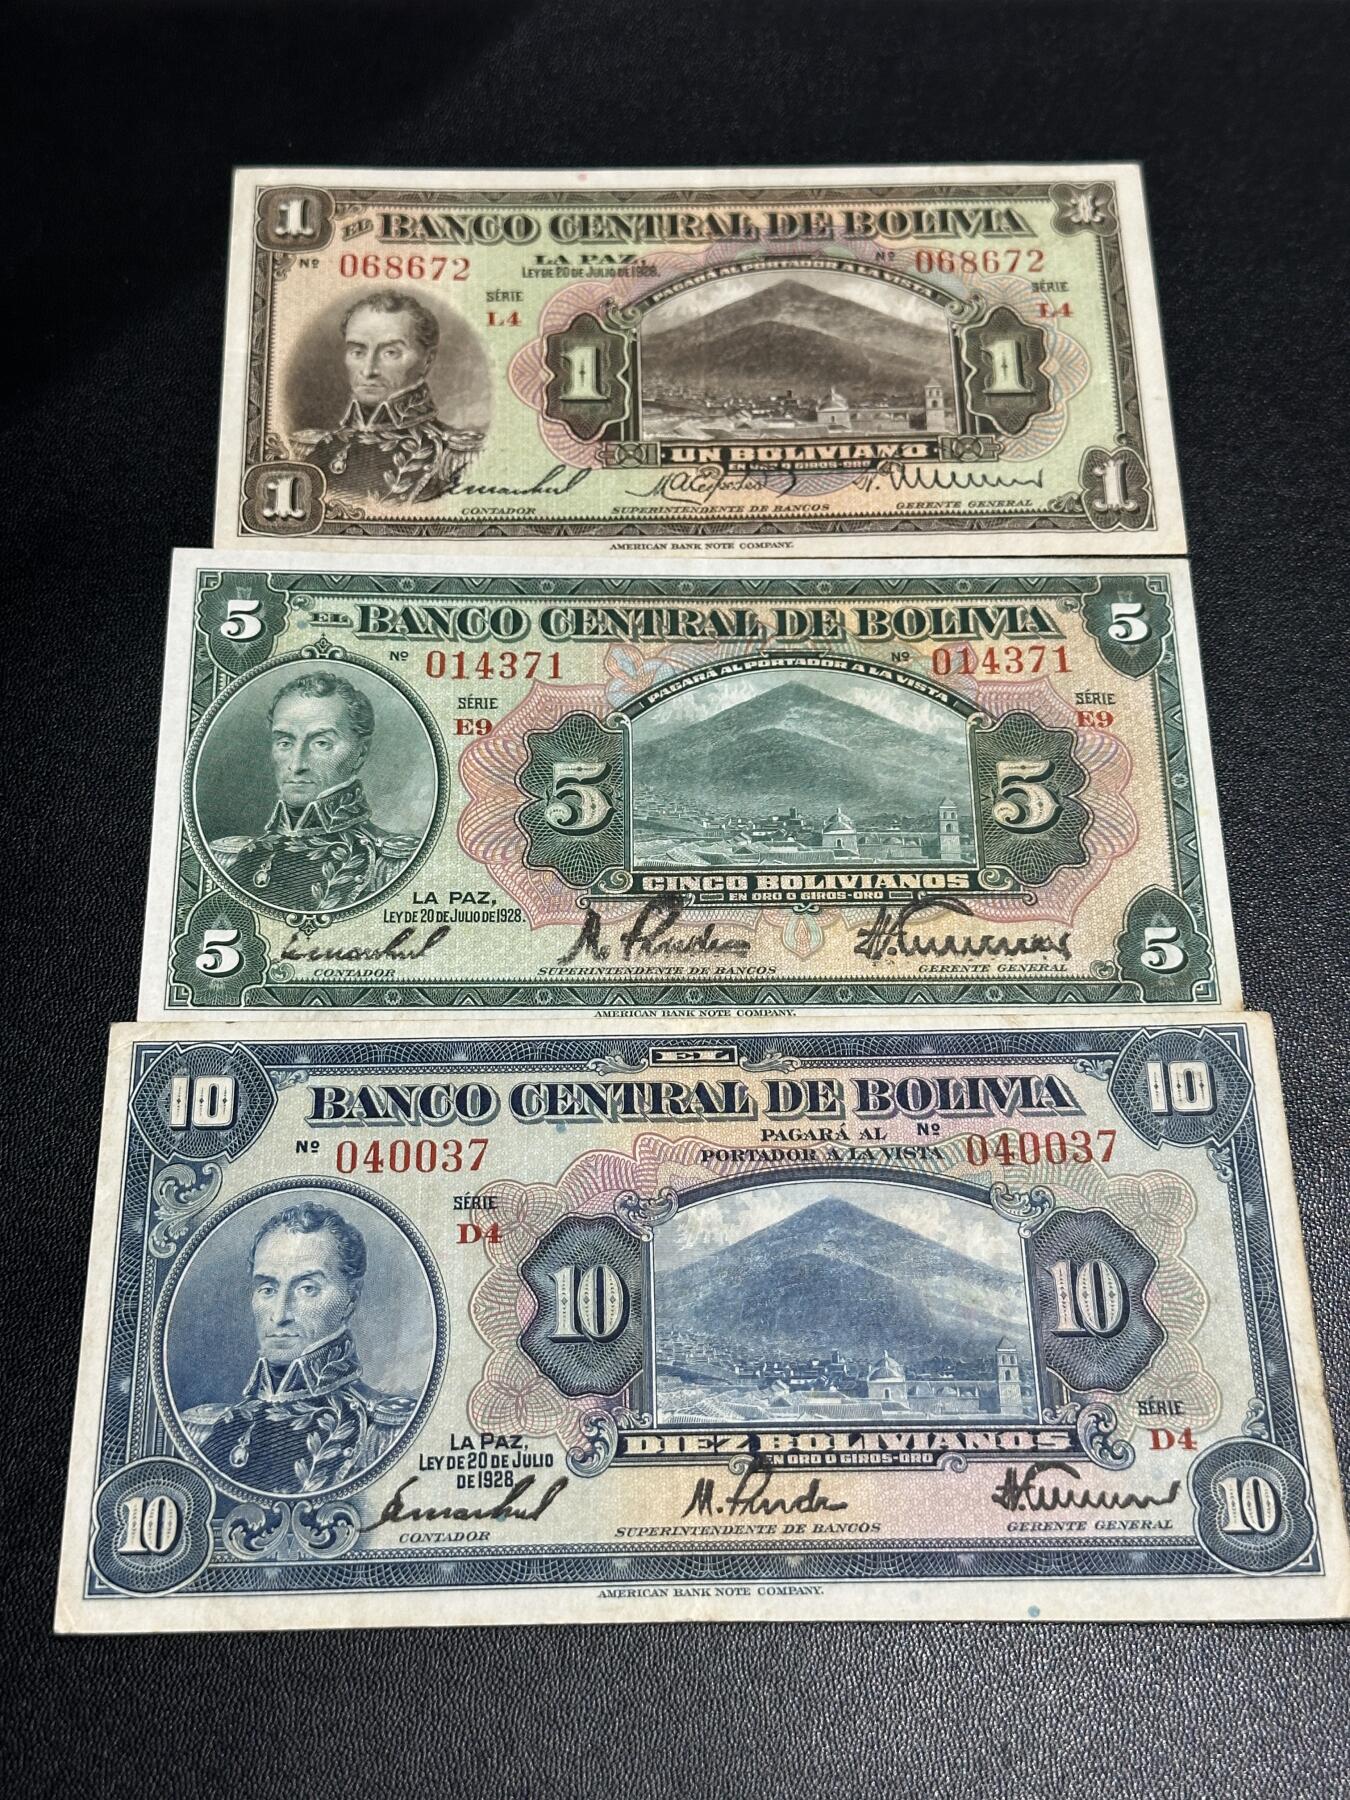 1 EL BANCO CENTRAL DE BOLIVIA 1
Nº 068672 LA PAZ, Nº 068672
LEY DE 20 DE JULIO DE 1928.
PAGARÁ AL PORTADOR A LA VISTA
SÉRIE SÉRIE
L4 L4
1 1
UN BOLIVIANO
EN ORO O GIROS-ORO
1 1
CONTADOR SUPERINTENDENTE DE BANCOS GERENTE GENERAL
AMERICAN BANK NOTE COMPANY.
5 EL BANCO CENTRAL DE BOLIVIA 5
Nº 014371 Nº 014371
PAGARÁ AL PORTADOR A LA VISTA
SÉRIE SÉRIE
E9 E9
5 5
CINCO BOLIVIANOS
EN ORO O GIROS-ORO
LA PAZ,
LEY DE 20 DE JULIO DE 1928.
5 5
CONTADOR SUPERINTENDENTE DE BANCOS GERENTE GENERAL
AMERICAN BANK NOTE COMPANY.
EL
10 BANCO CENTRAL DE BOLIVIA 10
Nº 040037 PAGARÁ AL Nº 040037
PORTADOR A LA VISTA
SÉRIE
D4
10 10
SÉRIE
D4
DIEZ BOLIVIANOS
EN ORO O GIROS-ORO
LA PAZ,
LEY DE 20 DE JULIO
DE 1928
10 10
CONTADOR SUPERINTENDENTE DE BANCOS GERENTE GENERAL
AMERICAN BANK NOTE COMPANY.